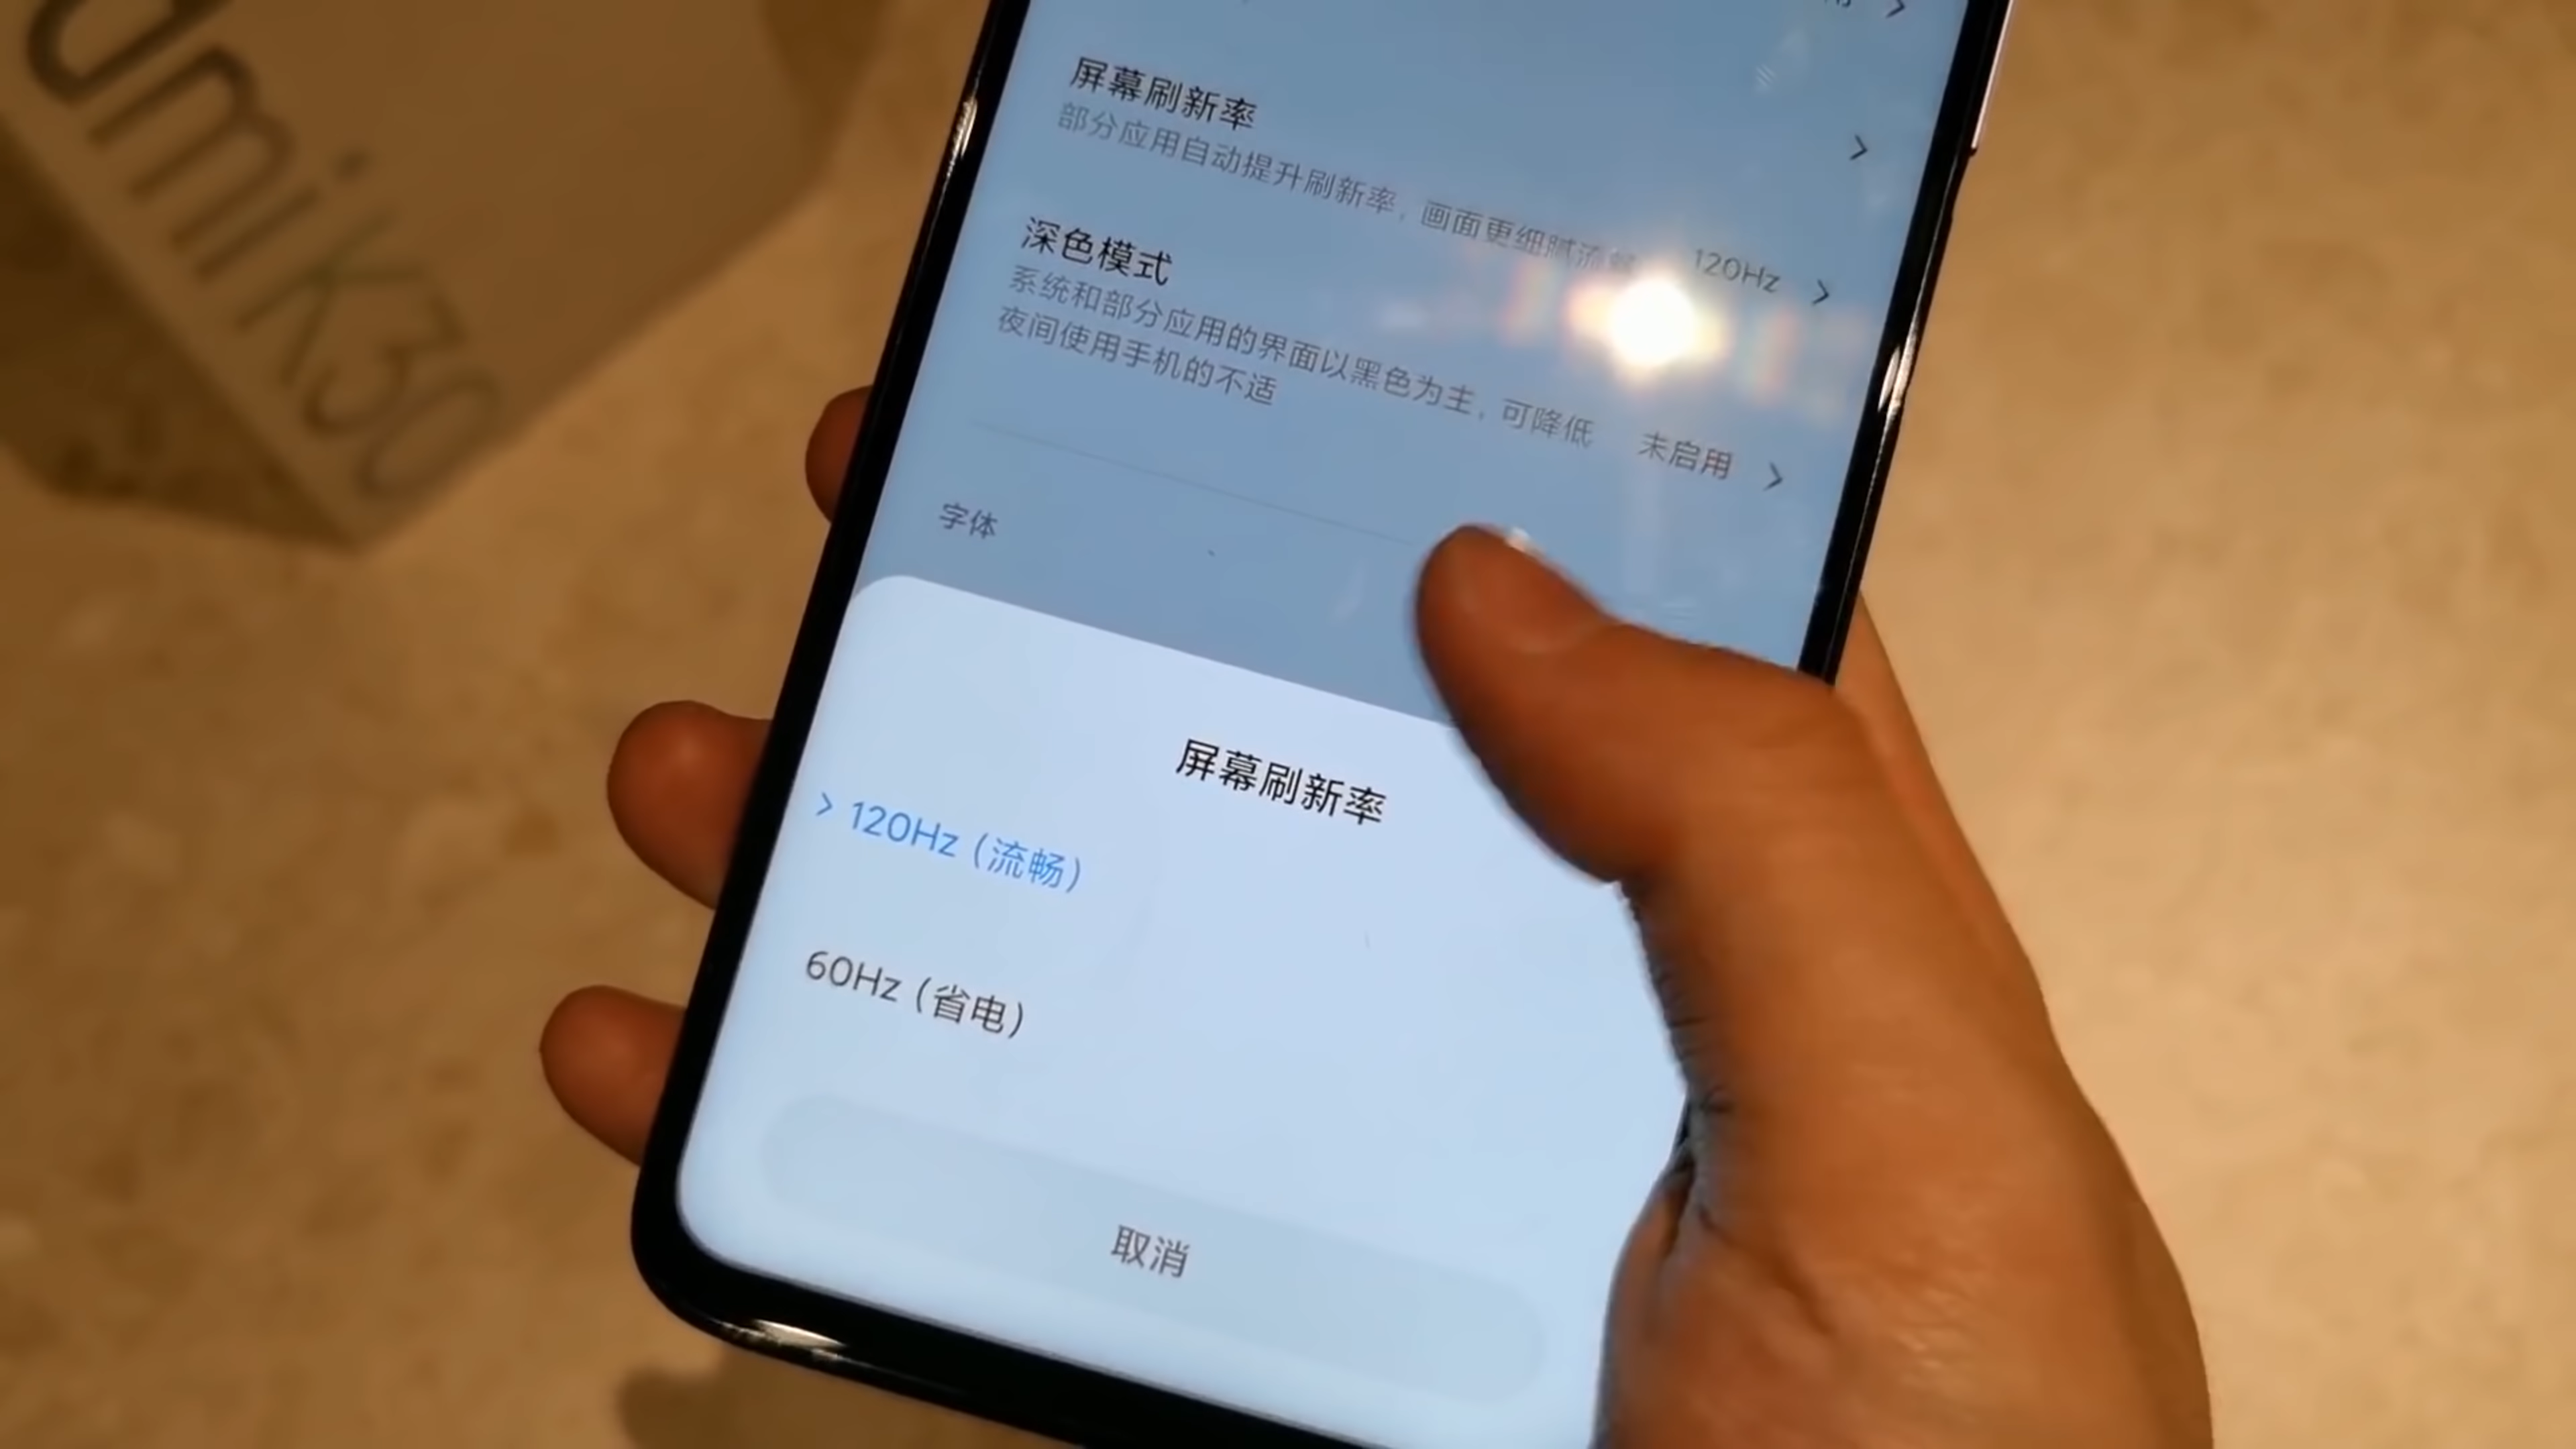 dmi K30
屏幕刷新率
部分应用自动提升刷新率，画面更细腻流畅
120Hz
深色模式
系统和部分应用的界面以黑色为主，可降低
夜间使用手机的不适
未启用
字体
屏幕刷新率
120Hz（流畅）
60Hz（省电）
取消